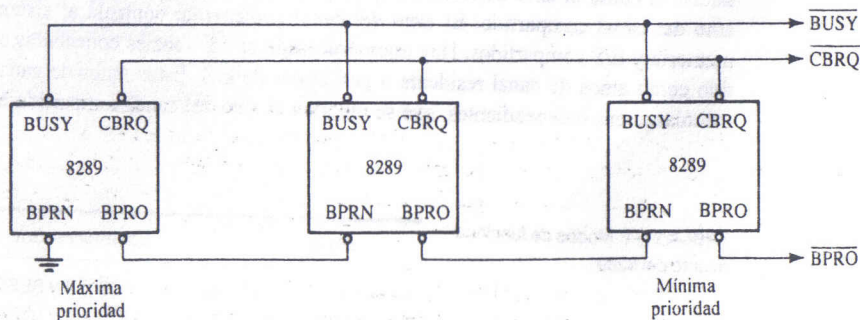 BUSY
CBRQ
BUSY CBRQ
8289
BPRN BPRO
BUSY CBRQ
8289
BPRN BPRO
BUSY CBRQ
8289
BPRN BPRO
BPRO
Máxima
prioridad
Mínima
prioridad